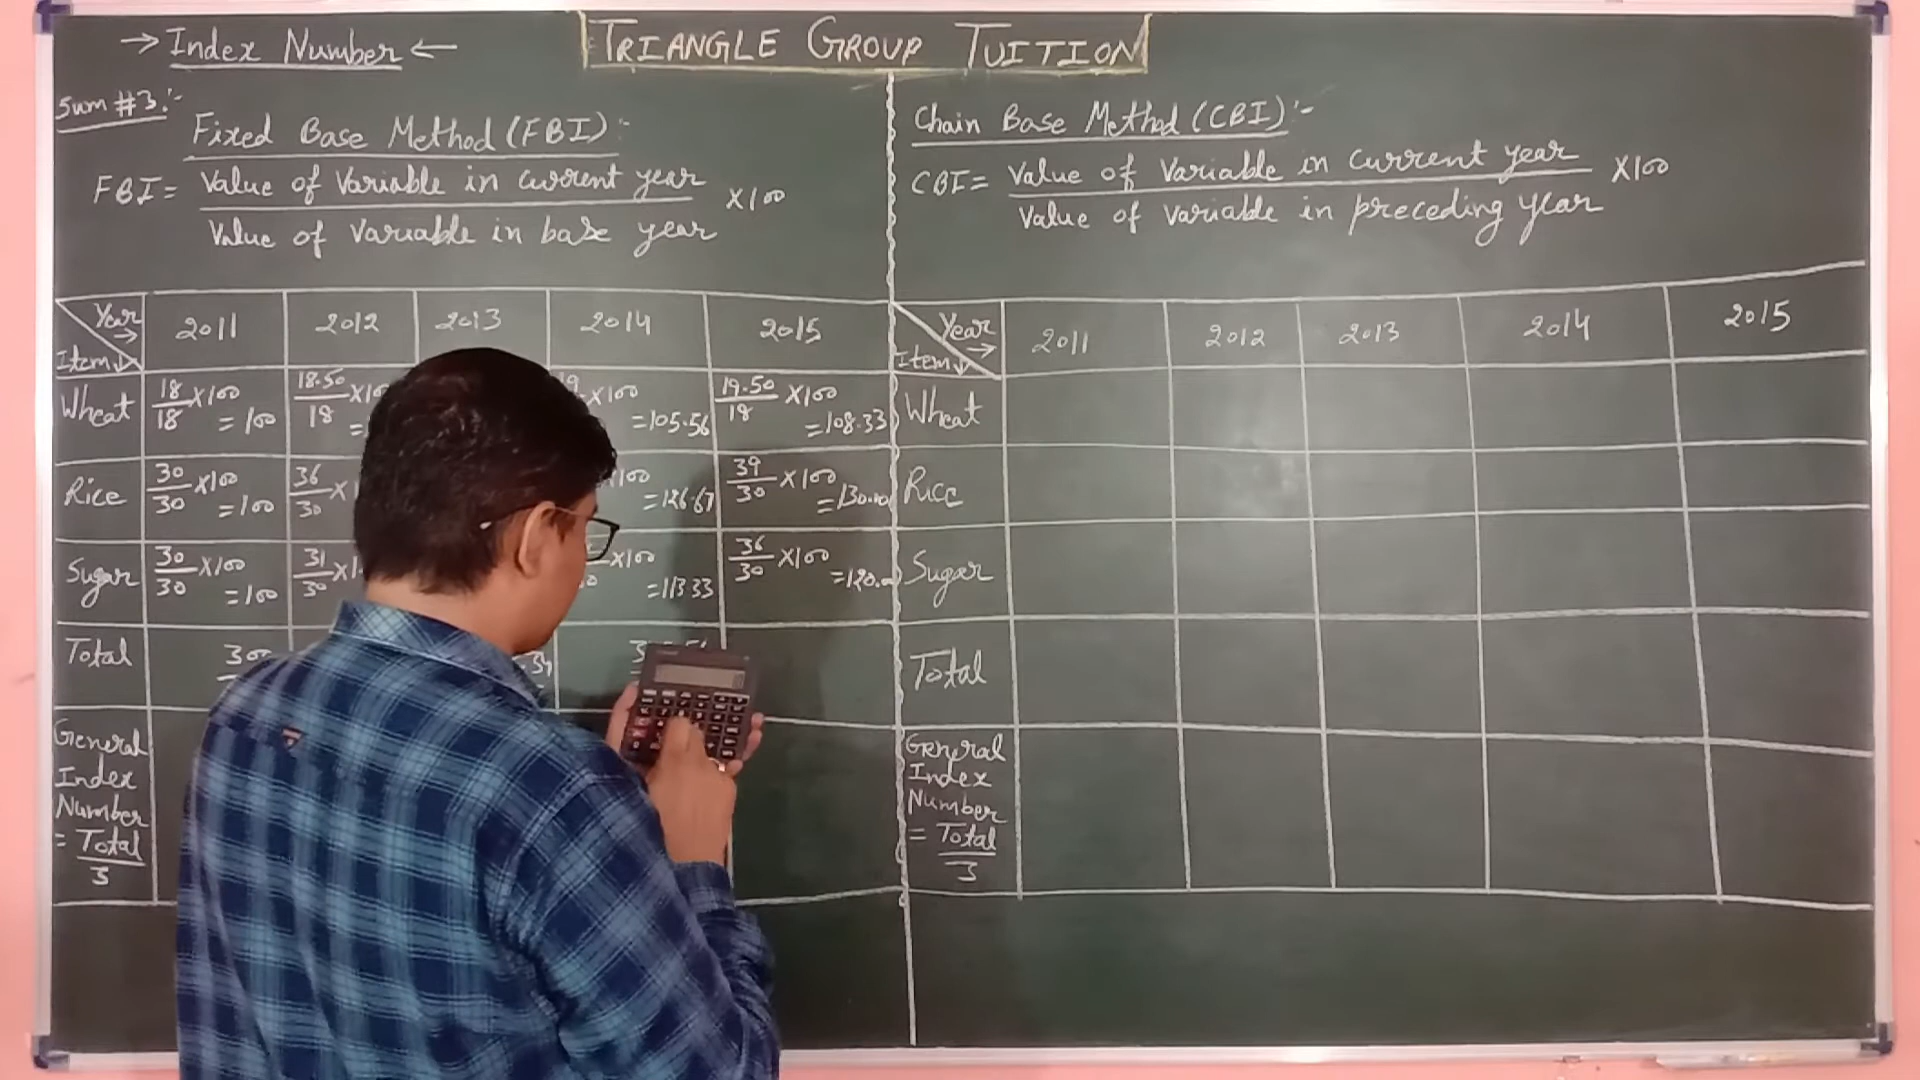 → Index Number ←
TRIANGLE GROUP TUITION
Sum #3:-
Fixed Base Method (FBI):-
FBI = Value of Variable in current year
Value of Variable in base year
×100
Chain Base Method (CBI):-
CBI = Value of Variable in current year
Value of Variable in preceding year
×100
Year → 2011 2012 2013 2014 2015
Item ↓
Wheat 18/18 ×100 = 100 18.50/18 ×10 = ×100 = 105.56 19.50/18 ×100 = 108.33
Rice 30/30 ×100 = 100 36/30 × ×100 = 126.67 39/30 ×100
Sugar 30/30 ×100 = 100 31/30 × ×100 = 113.33 36/30 ×100
Total 300
General
Index
Number
= Total
3
Year → 2011 2012 2013 2014 2015
Item ↓
Wheat
Rice
Sugar
Total
General
Index
Number
= Total
3